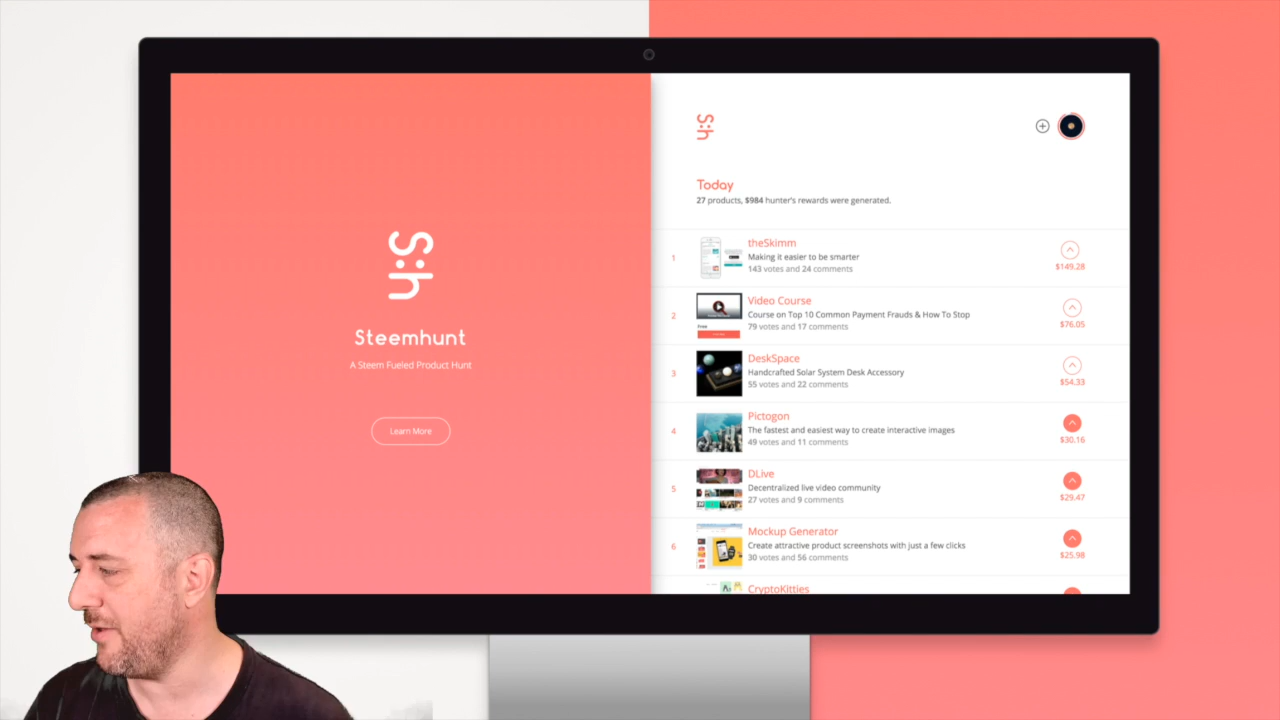 S:h
Steemhunt
A Steem Fueled Product Hunt
Learn More
S:h
Today
27 products, $984 hunter's rewards were generated.
1
theSkimm
Making it easier to be smarter
143 votes and 24 comments
$149.28
2
Video Course
Course on Top 10 Common Payment Frauds & How To Stop
79 votes and 17 comments
$76.05
3
DeskSpace
Handcrafted Solar System Desk Accessory
55 votes and 22 comments
$54.33
4
Pictogon
The fastest and easiest way to create interactive images
49 votes and 11 comments
$30.16
5
DLive
Decentralized live video community
27 votes and 9 comments
$29.47
6
Mockup Generator
Create attractive product screenshots with just a few clicks
30 votes and 56 comments
$25.98
CryptoKitties